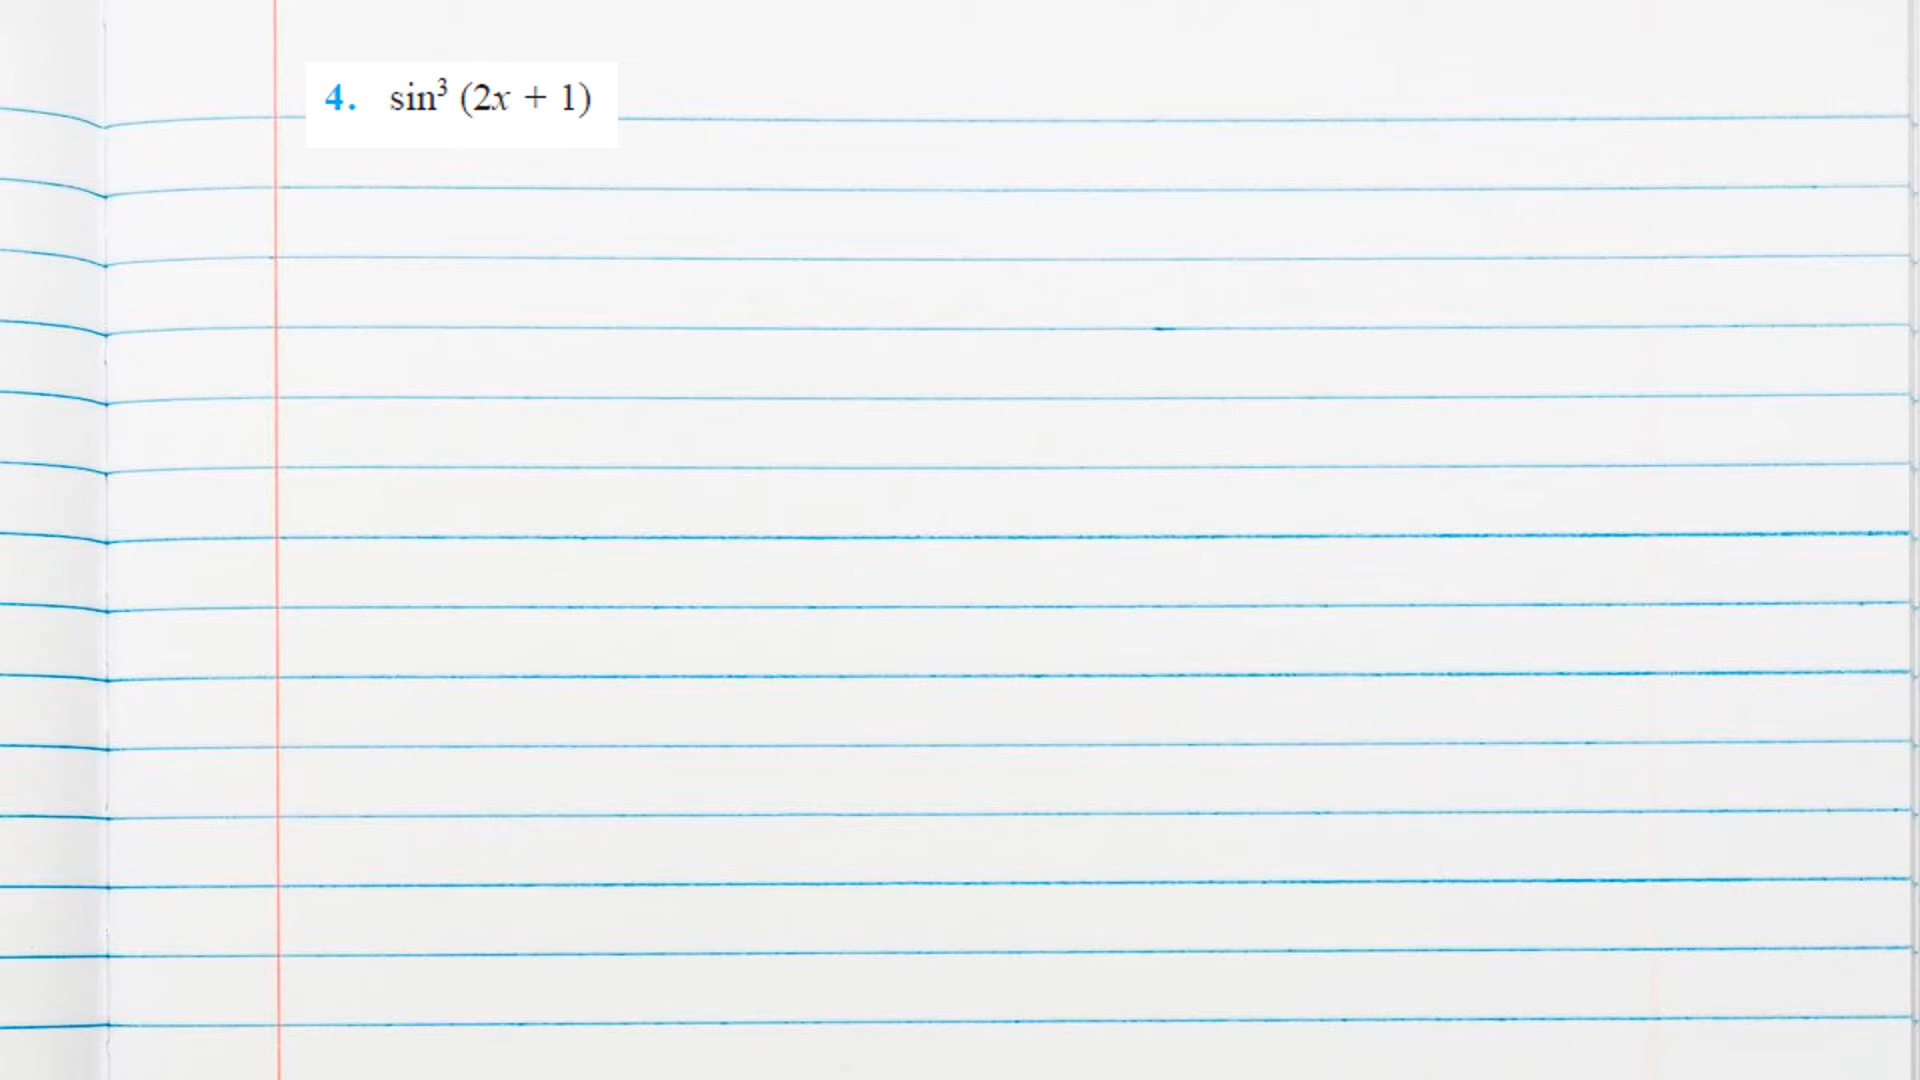 4. sin³ (2x + 1)